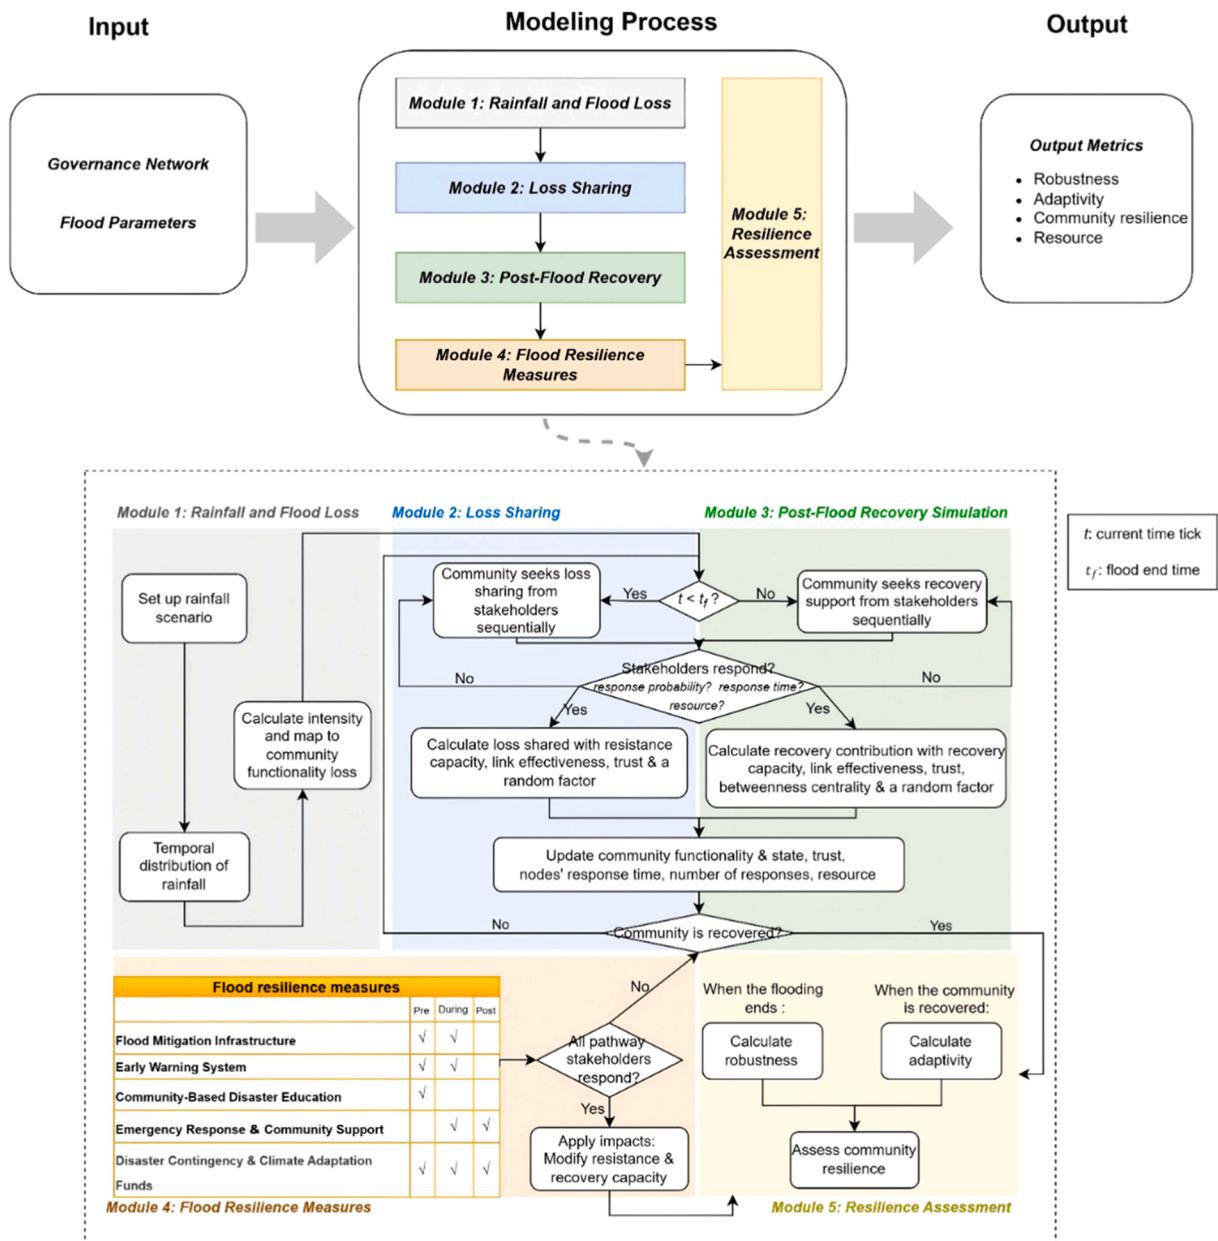 Input
Modeling Process
Output
Governance Network
Flood Parameters
Module 1: Rainfall and Flood Loss
Module 2: Loss Sharing
Module 3: Post-Flood Recovery
Module 4: Flood Resilience
Measures
Module 5:
Resilience
Assessment
Output Metrics
• Robustness
• Adaptivity
• Community resilience
• Resource
Module 1: Rainfall and Flood Loss
Module 2: Loss Sharing
Module 3: Post-Flood Recovery Simulation
t: current time tick
t_f: flood end time
Set up rainfall
scenario
Calculate intensity
and map to
community
functionality loss
Temporal
distribution of
rainfall
Community seeks loss
sharing from
stakeholders
sequentially
Yes
t < t_f?
No
Community seeks recovery
support from stakeholders
sequentially
No
Stakeholders respond?
response probability? response time?
resource?
No
Yes
Yes
Calculate loss shared with resistance
capacity, link effectiveness, trust & a
random factor
Calculate recovery contribution with recovery
capacity, link effectiveness, trust,
betweenness centrality & a random factor
Update community functionality & state, trust,
nodes' response time, number of responses, resource
No
Community is recovered?
Yes
Flood resilience measures
Pre During Post
Flood Mitigation Infrastructure √ √
Early Warning System √ √
Community-Based Disaster Education √
Emergency Response & Community Support √ √
Disaster Contingency & Climate Adaptation
Funds √ √ √
No
All pathway
stakeholders
respond?
Yes
Apply impacts:
Modify resistance &
recovery capacity
When the flooding
ends :
Calculate
robustness
When the community
is recovered:
Calculate
adaptivity
Assess community
resilience
Module 4: Flood Resilience Measures
Module 5: Resilience Assessment